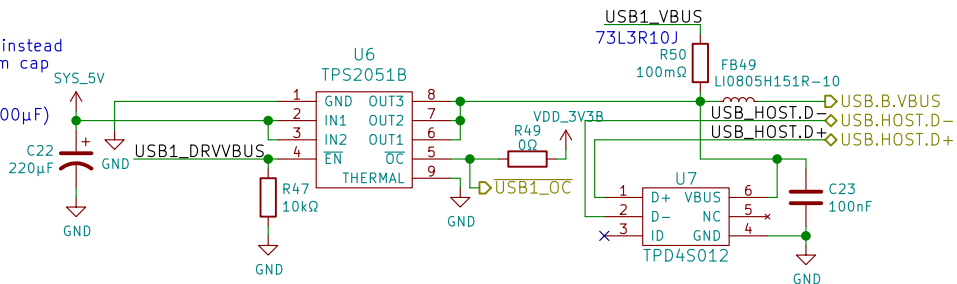 instead
m cap
00μF)
SYS_5V
C22
220μF
GND
GND
USB1_DRVVBUS
R47
10kΩ
GND
U6
TPS2051B
1 GND OUT3 8
2 IN1 OUT2 7
3 IN2 OUT1 6
4 EN OC 5
THERMAL 9
GND
USB1_OC
R49
0Ω
VDD_3V3B
USB1_VBUS
73L3R10J
R50
100mΩ
FB49
LI0805H151R-10
USB.B.VBUS
USB_HOST.D-
USB.HOST.D-
USB_HOST.D+
USB.HOST.D+
U7
1 D+ VBUS 6
2 D- NC 5
3 ID GND 4
TPD4S012
C23
100nF
GND